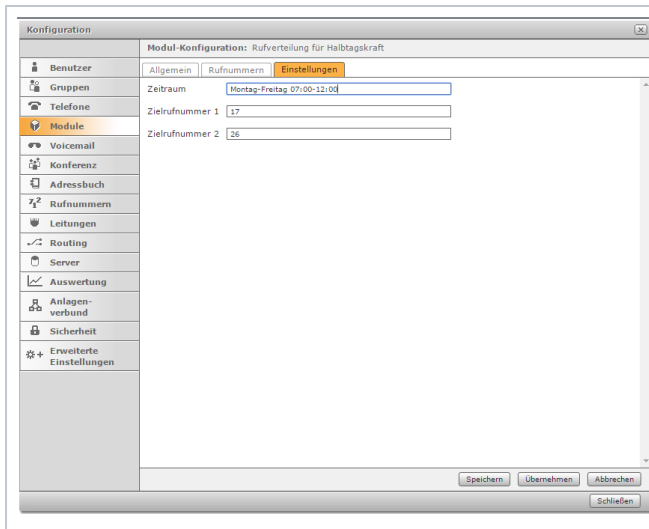 Konfiguration
Modul-Konfiguration: Rufverteilung für Halbtagskraft
Benutzer
Gruppen
Telefone
Module
Voicemail
Konferenz
Adressbuch
Rufnummern
Leitungen
Routing
Server
Auswertung
Anlagen-
verbund
Sicherheit
Erweiterte
Einstellungen
Allgemein Rufnummern Einstellungen
Zeitraum Montag-Freitag 07:00-12:00
Zielrufnummer 1 17
Zielrufnummer 2 26
Speichern Übernehmen Abbrechen
Schließen